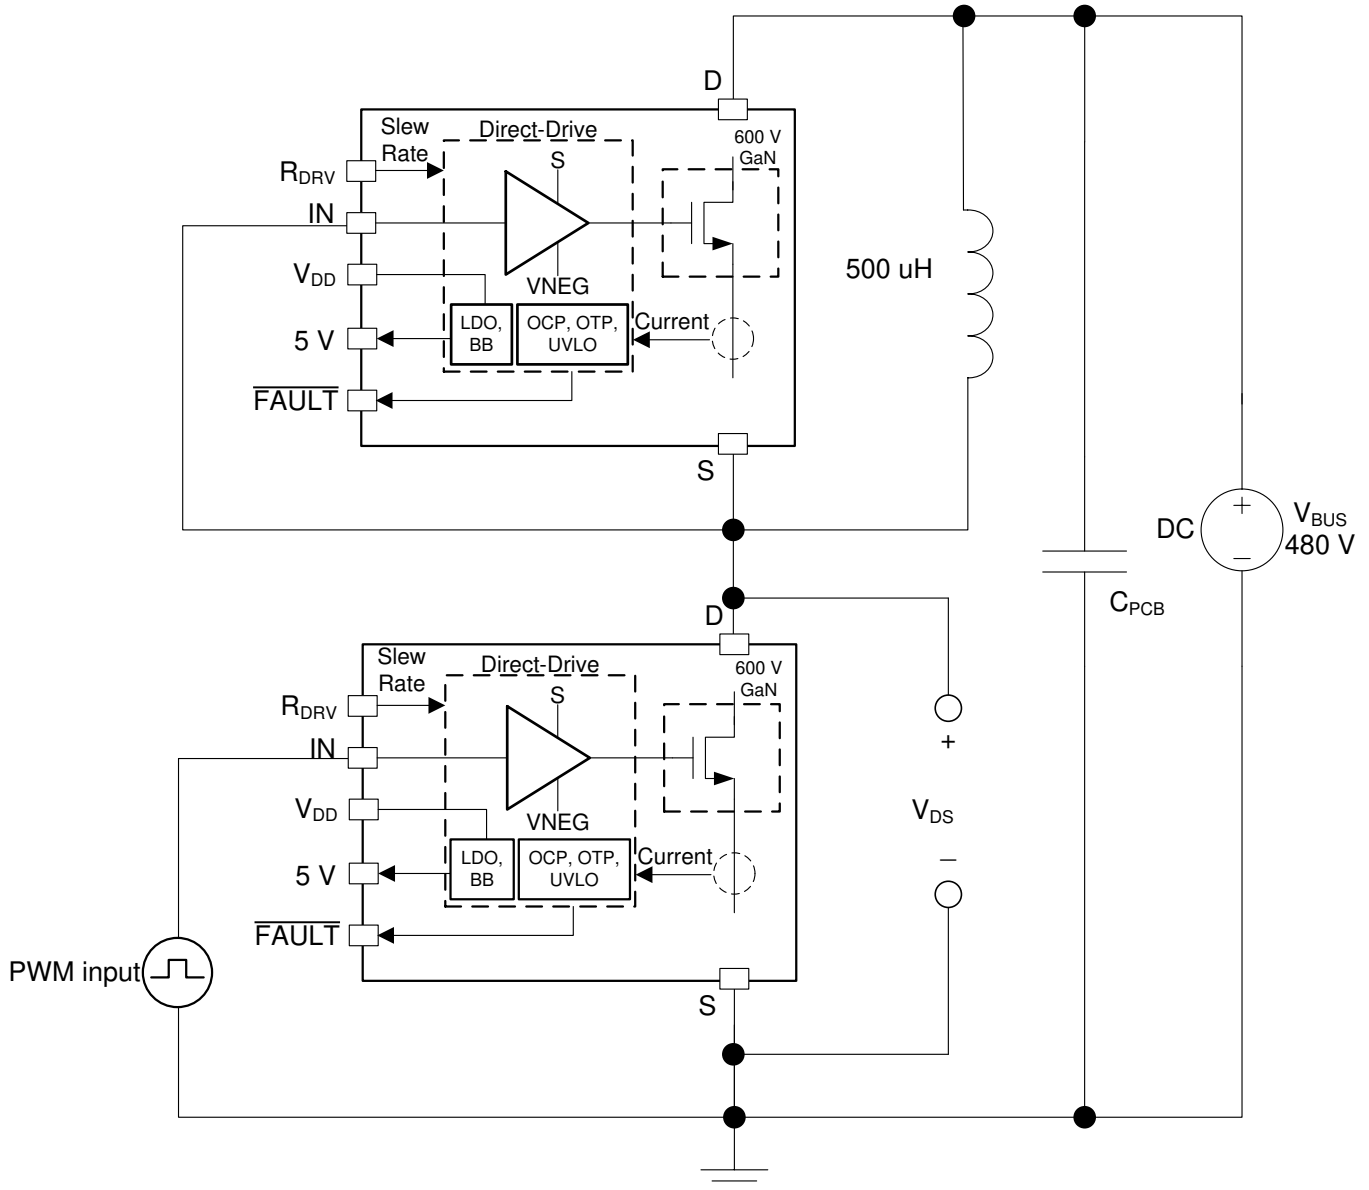 D
Slew
Rate
Direct-Drive
600 V
GaN
S
RDRV
IN
VDD
VNEG
5 V
LDO,
BB
OCP, OTP,
UVLO
Current
FAULT
S
500 uH
DC
+
–
VBUS
480 V
CPCB
D
Slew
Rate
Direct-Drive
600 V
GaN
S
RDRV
IN
VDD
VNEG
5 V
LDO,
BB
OCP, OTP,
UVLO
Current
FAULT
S
+
VDS
–
PWM input